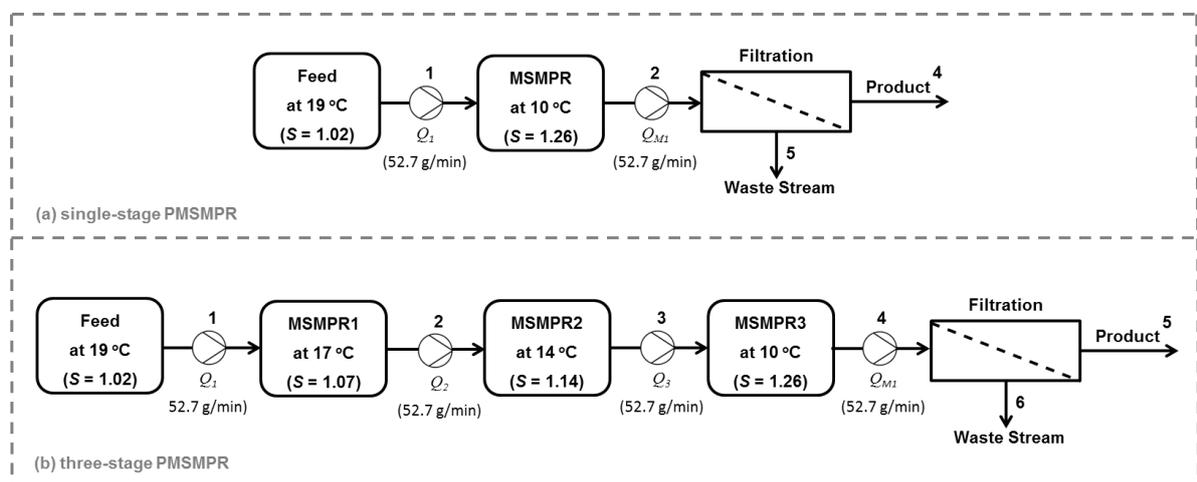 Feed
at 19 °C
(S = 1.02)
1
Q1
(52.7 g/min)
MSMPR
at 10 °C
(S = 1.26)
2
QM1
(52.7 g/min)
Filtration
Product
4
5
Waste Stream
(a) single-stage PMSMPR
Feed
at 19 °C
(S = 1.02)
1
Q1
52.7 g/min)
MSMPR1
at 17 °C
(S = 1.07)
2
Q2
(52.7 g/min)
MSMPR2
at 14 °C
(S = 1.14)
3
Q3
(52.7 g/min)
MSMPR3
at 10 °C
(S = 1.26)
4
QM1
(52.7 g/min)
Filtration
Product
5
6
Waste Stream
(b) three-stage PMSMPR